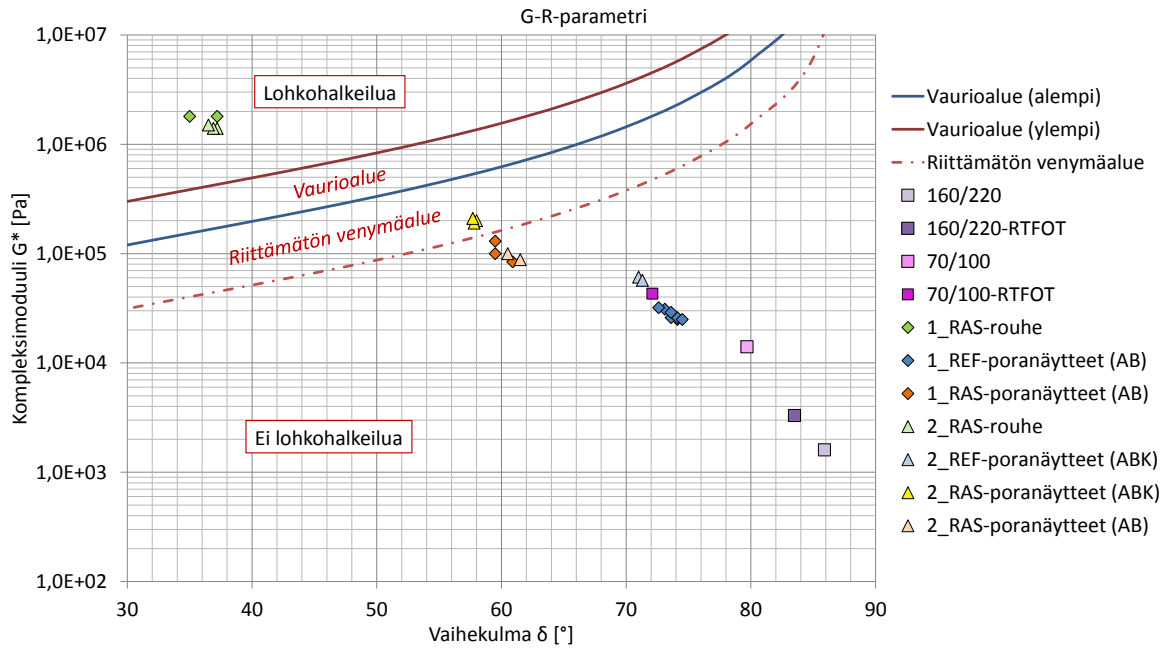 G-R-parametri
1,0E+07
1,0E+06
1,0E+05
1,0E+04
1,0E+03
1,0E+02
Kompleksimoduuli G* [Pa]
Lohkohalkeilua
Vaurioalue
Riittämätön venymäalue
Ei lohkohalkeilua
30
40
50
60
70
80
90
Vaihekulma δ [°]
Vaurioalue (alempi)
Vaurioalue (ylempi)
Riittämätön venymäalue
160/220
160/220-RTFOT
70/100
70/100-RTFOT
1_RAS-rouhe
1_REF-poranäytteet (AB)
1_RAS-poranäytteet (AB)
2_RAS-rouhe
2_REF-poranäytteet (ABK)
2_RAS-poranäytteet (ABK)
2_RAS-poranäytteet (AB)